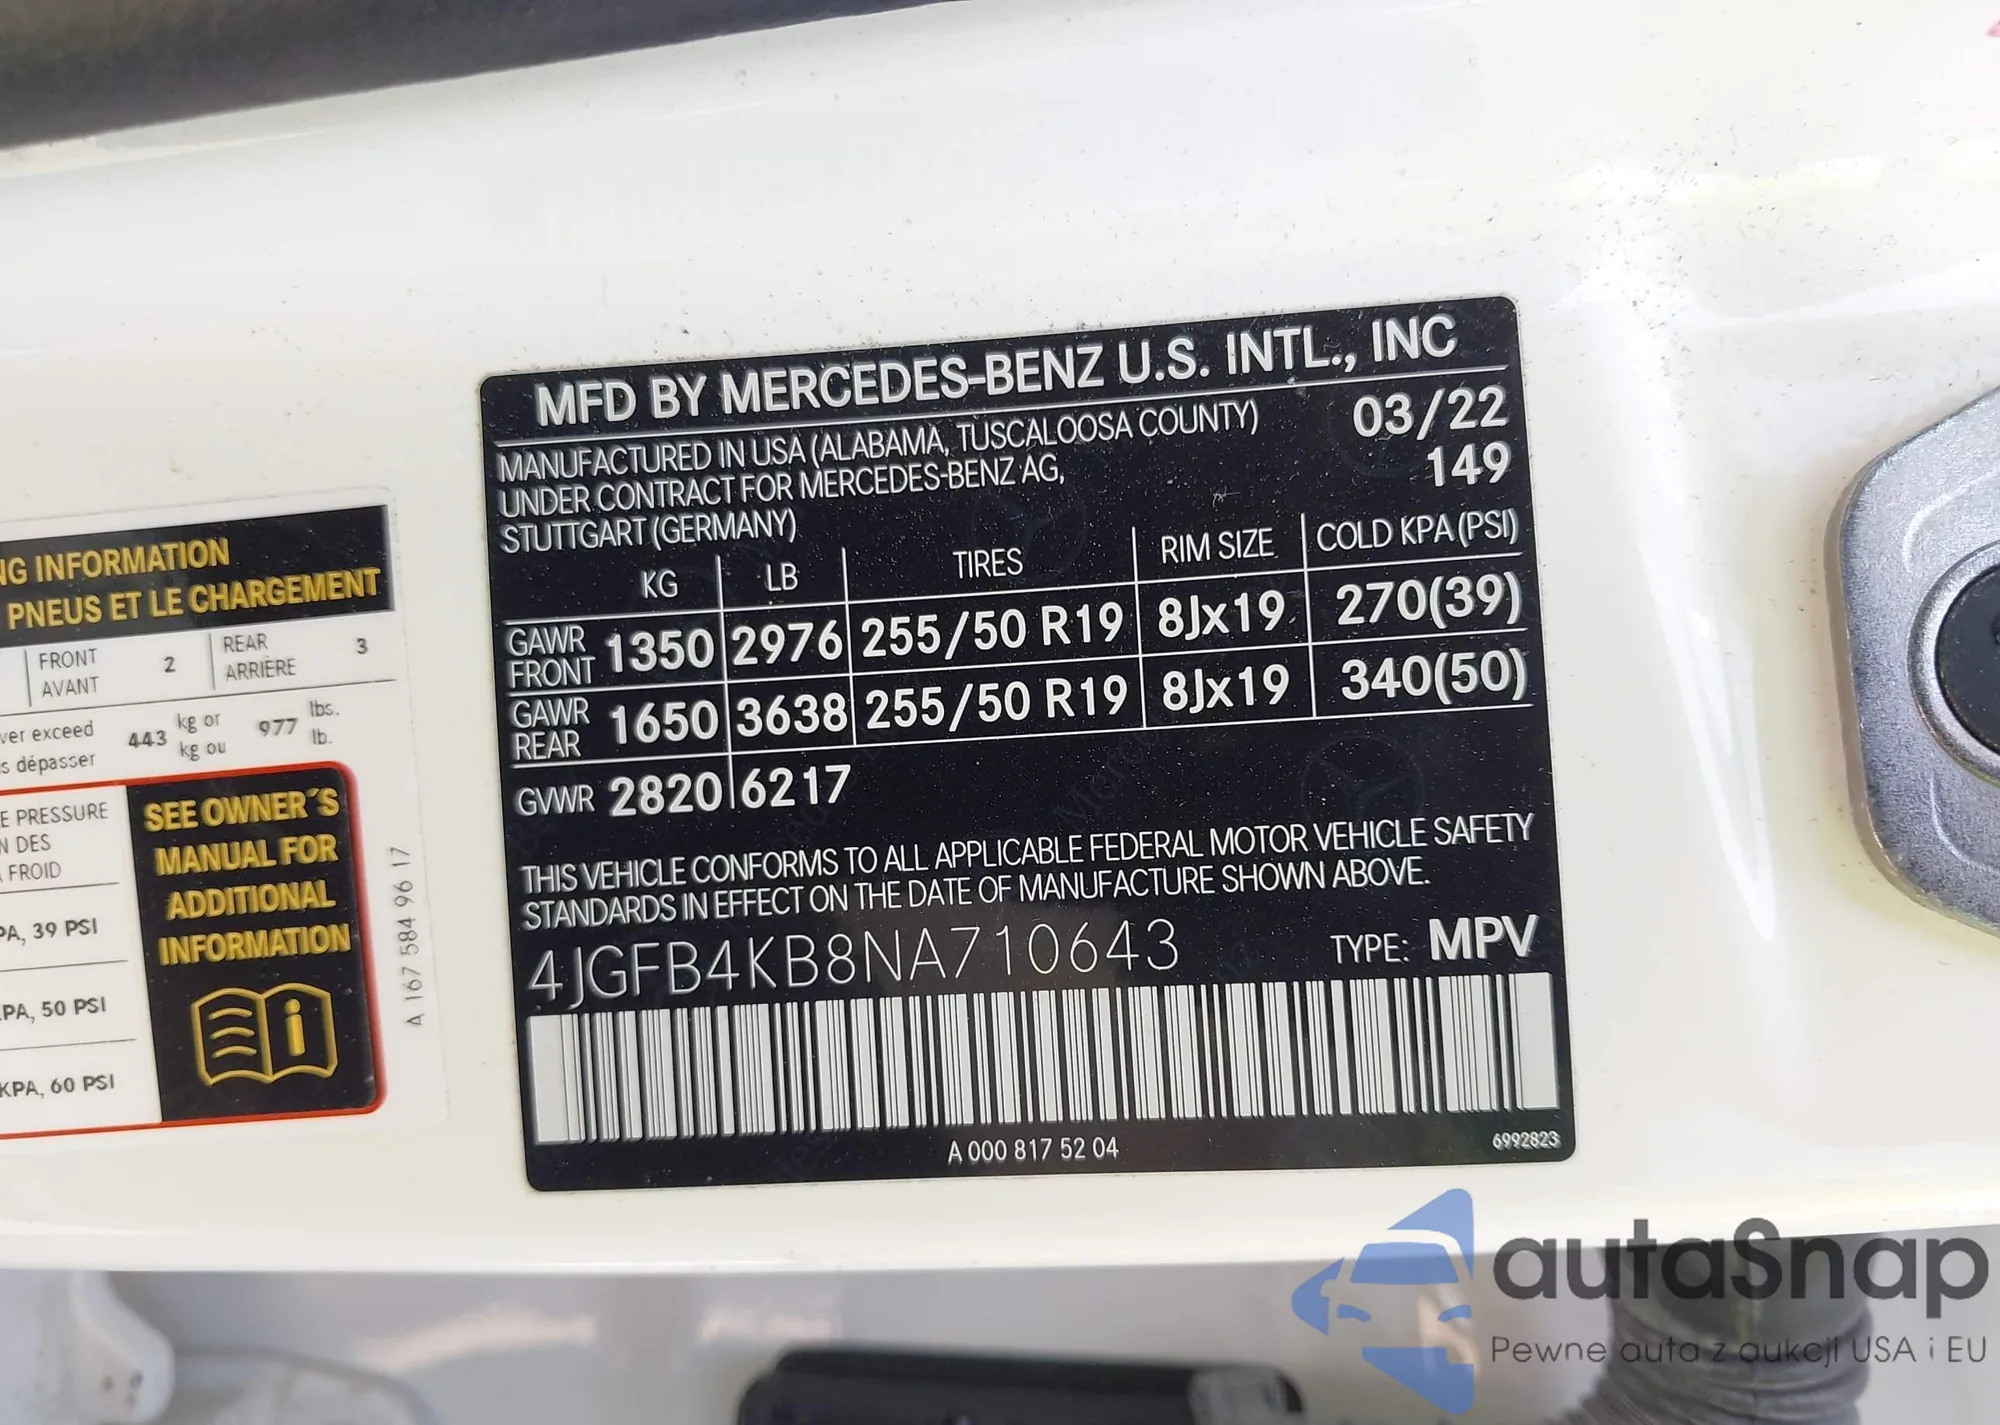 NG INFORMATION
PNEUS ET LE CHARGEMENT
FRONT
AVANT
2
REAR
ARRIÈRE
3
ver exceed
s dépasser
443
kg or
kg ou
977
lbs.
lb.
E PRESSURE
N DES
FROID
PA, 39 PSI
PA, 50 PSI
KPA, 60 PSI
SEE OWNER´S
MANUAL FOR
ADDITIONAL
INFORMATION
A 167 584 96 17
MFD BY MERCEDES-BENZ U.S. INTL., INC
MANUFACTURED IN USA (ALABAMA, TUSCALOOSA COUNTY)
UNDER CONTRACT FOR MERCEDES-BENZ AG,
STUTTGART (GERMANY)
03/22
149
KG LB TIRES RIM SIZE COLD KPA (PSI)
GAWR FRONT 1350 2976 255/50 R19 8Jx19 270(39)
GAWR REAR 1650 3638 255/50 R19 8Jx19 340(50)
GVWR 2820 6217
THIS VEHICLE CONFORMS TO ALL APPLICABLE FEDERAL MOTOR VEHICLE SAFETY
STANDARDS IN EFFECT ON THE DATE OF MANUFACTURE SHOWN ABOVE.
4JGFB4KB8NA710643 TYPE: MPV
A 000 817 52 04
6992823
autaSnap
Pewne auta z aukcji USA i EU